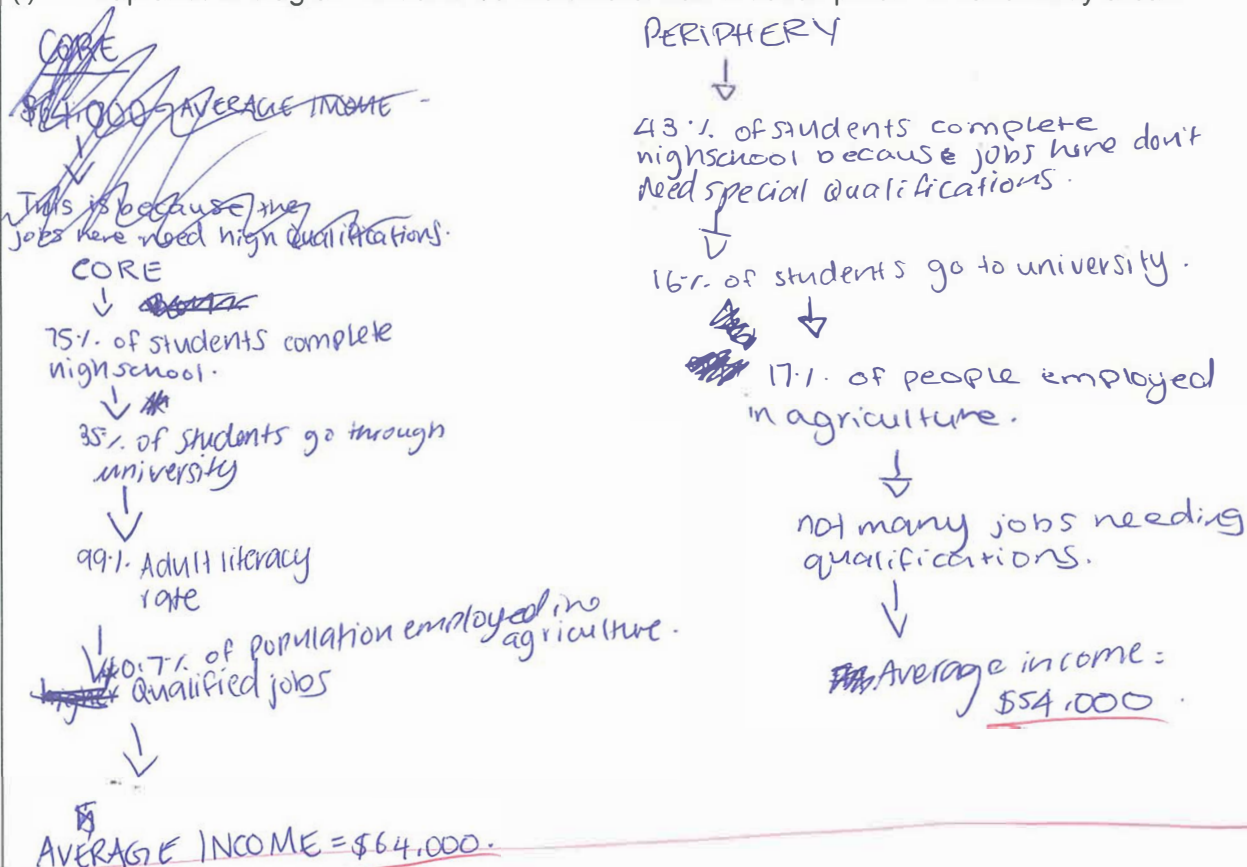 CORE
$64,000 - AVERAGE INCOME -
This is because the
jobs here need high qualifications.
CORE
75% of students complete
highschool.
35% of students go through
university
99% Adult literacy
rate
0.7% of population employed in
agriculture.
higher Qualified jobs
AVERAGE INCOME = $64,000.
PERIPHERY
43% of students complete
highschool because jobs here don't
need special qualifications.
16% of students go to university.
17% of people employed
in agriculture.
not many jobs needing
qualifications.
Average income =
$54,000